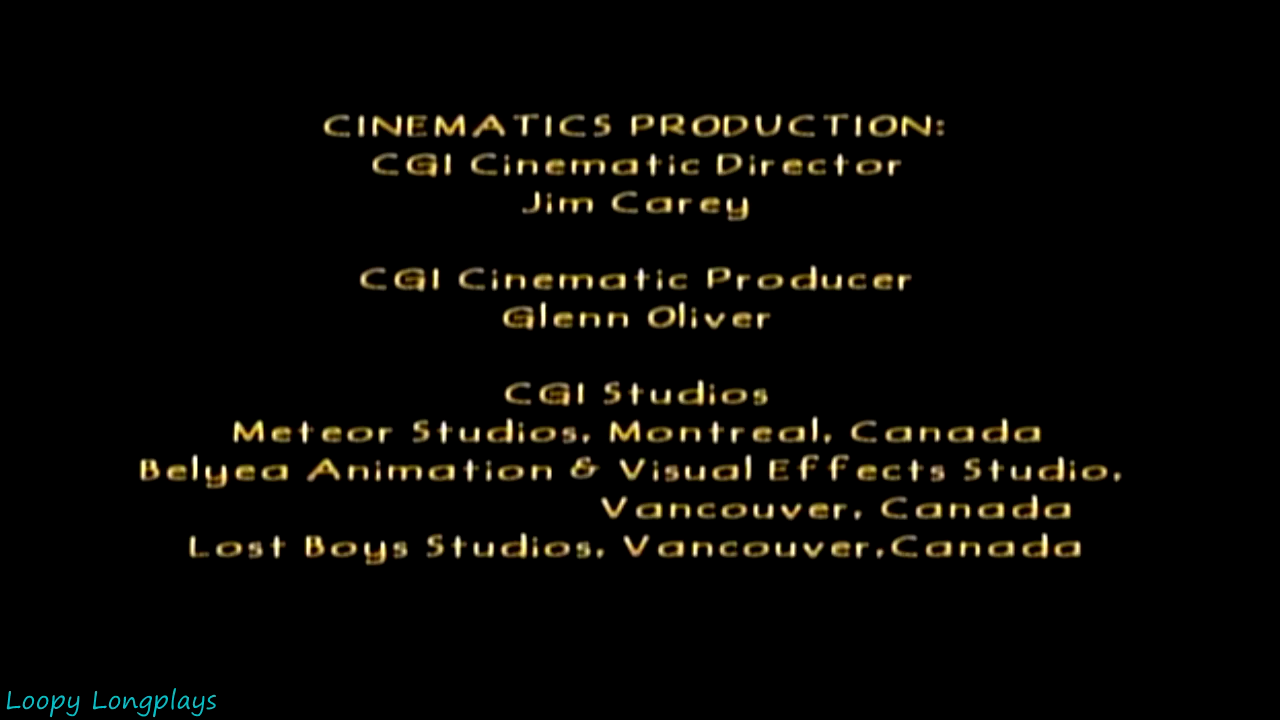 CINEMATICS PRODUCTION:
CGI Cinematic Director
Jim Carey
CGI Cinematic Producer
Glenn Oliver
CGI Studios
Meteor Studios, Montreal, Canada
Belyea Animation & Visual Effects Studio,
Vancouver, Canada
Lost Boys Studios, Vancouver,Canada
Loopy Longplays